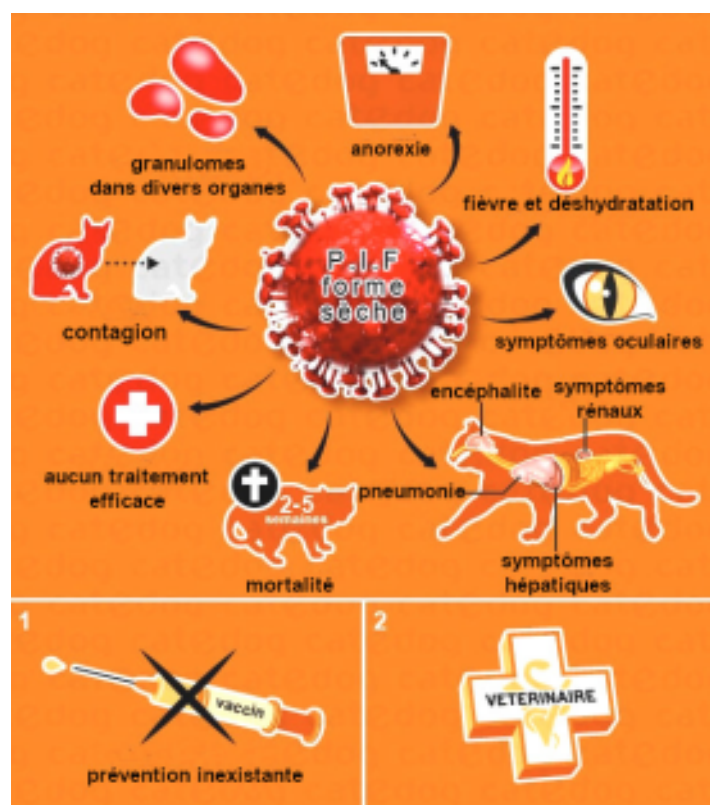 granulomes
dans divers organes
anorexie
fièvre et déshydratation
P.I.F
forme
sèche
contagion
symptômes oculaires
encéphalite
symptômes
rénaux
aucun traitement
efficace
2-5
semaines
mortalité
pneumonie
symptômes
hépatiques
1
vaccin
prévention inexistante
2
VETERINAIRE